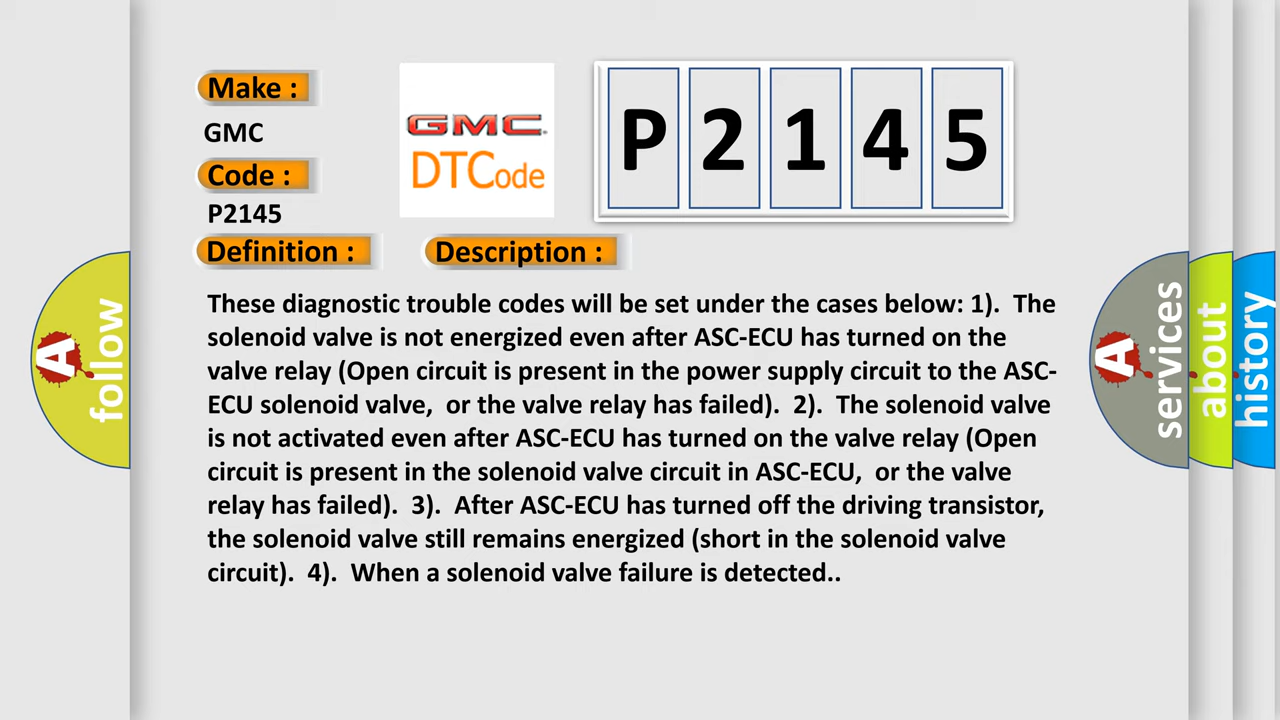 Make :
GMC
Code :
P2145
Definition :
Description :
GMC
DTCode
P2145
These diagnostic trouble codes will be set under the cases below: 1). The
solenoid valve is not energized even after ASC-ECU has turned on the
valve relay (Open circuit is present in the power supply circuit to the ASC-
ECU solenoid valve, or the valve relay has failed). 2). The solenoid valve
is not activated even after ASC-ECU has turned on the valve relay (Open
circuit is present in the solenoid valve circuit in ASC-ECU, or the valve
relay has failed). 3). After ASC-ECU has turned off the driving transistor,
the solenoid valve still remains energized (short in the solenoid valve
circuit). 4). When a solenoid valve failure is detected..
A
follow
A
services
about
history